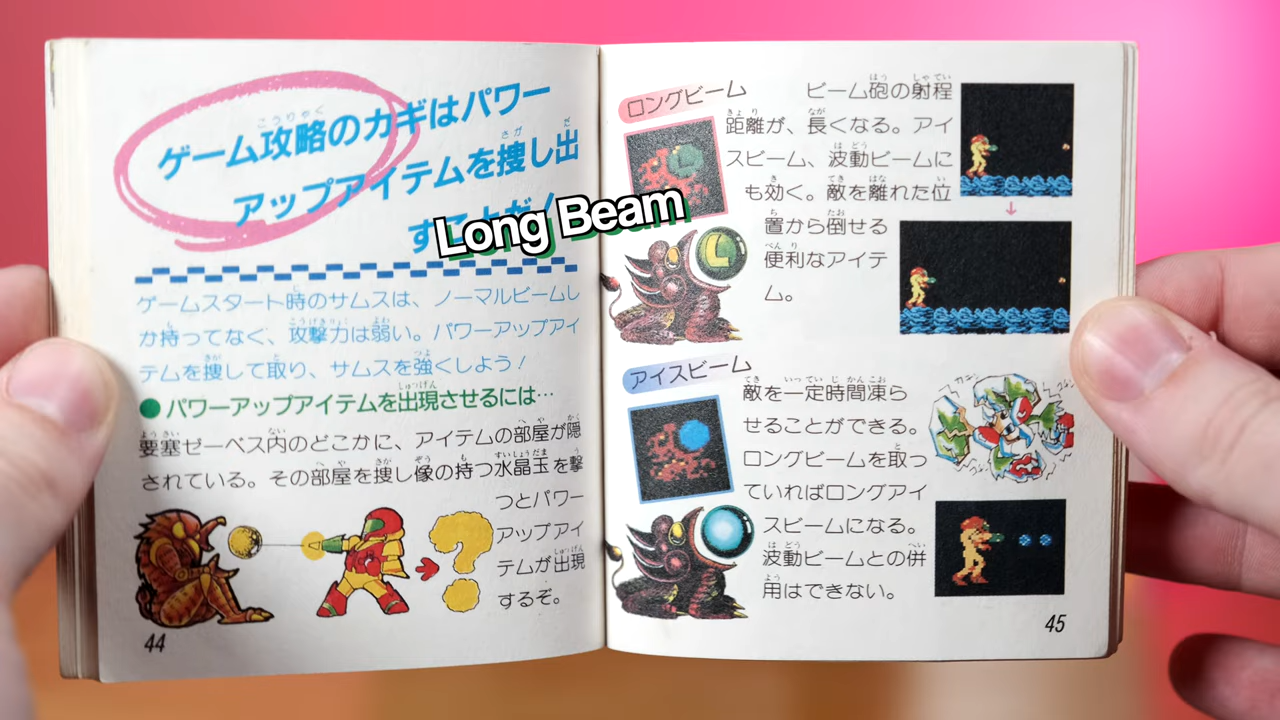 ゲーム攻略のカギはパワー
アップアイテムを捜し出
Long Beam
ゲームスタート時のサムスは、ノーマルビームし
か持ってなく、攻撃力は弱い。パワーアップアイ
テムを捜して取り、サムスを強くしよう！
●パワーアップアイテムを出現させるには…
要塞ゼーベス内のどこかに、アイテムの部屋が隠
されている。その部屋を捜し像の持つ水晶玉を撃
つとパワー
アップアイ
テムが出現
するぞ。
44
ロングビーム
ビーム砲の射程
距離が、長くなる。アイ
スビーム、波動ビームに
も効く。敵を離れた位
置から倒せる
便利なアイテ
ム。
アイスビーム
敵を一定時間凍ら
せることができる。
ロングビームを取っ
ていればロングアイ
スビームになる。
波動ビームとの併
用はできない。
45